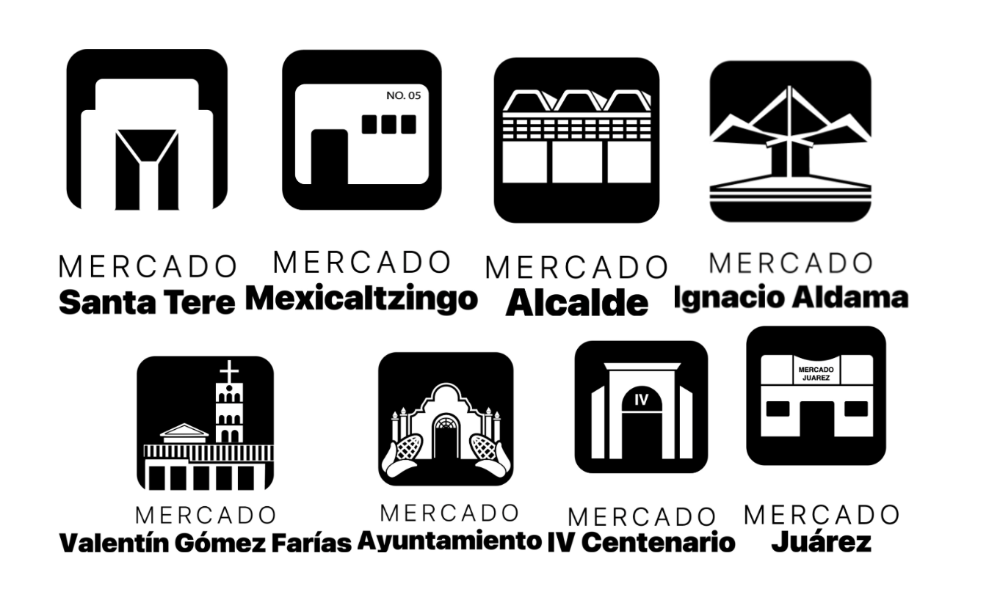 NO. 05
MERCADO
Santa Tere
MERCADO
Mexicaltzingo
MERCADO
Alcalde
MERCADO
Ignacio Aldama
MERCADO
Valentín Gómez Farías
MERCADO
Ayuntamiento
IV
MERCADO
IV Centenario
MERCADO
JUAREZ
MERCADO
Juárez